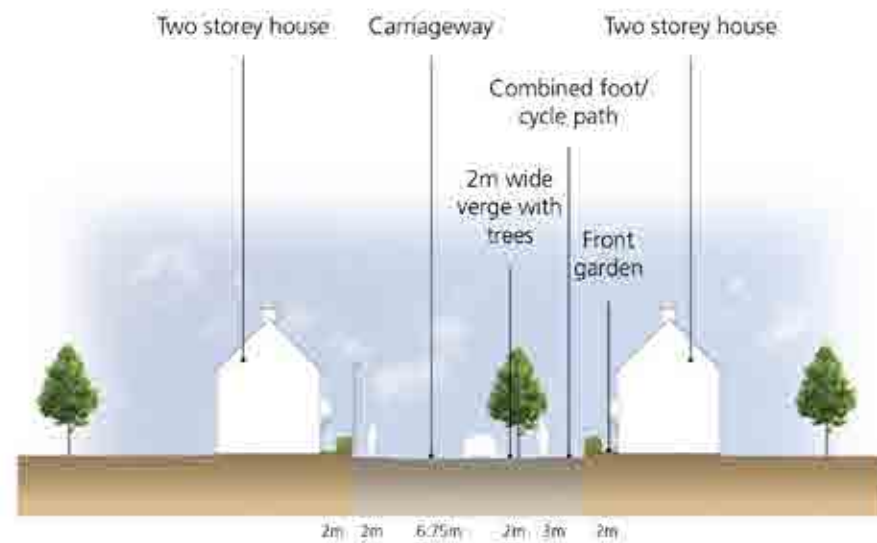 Two storey house
Carriageway
Two storey house
Combined foot/
cycle path
2m wide
verge with
trees
Front
garden
2m 2m 6.75m 2m 3m 2m